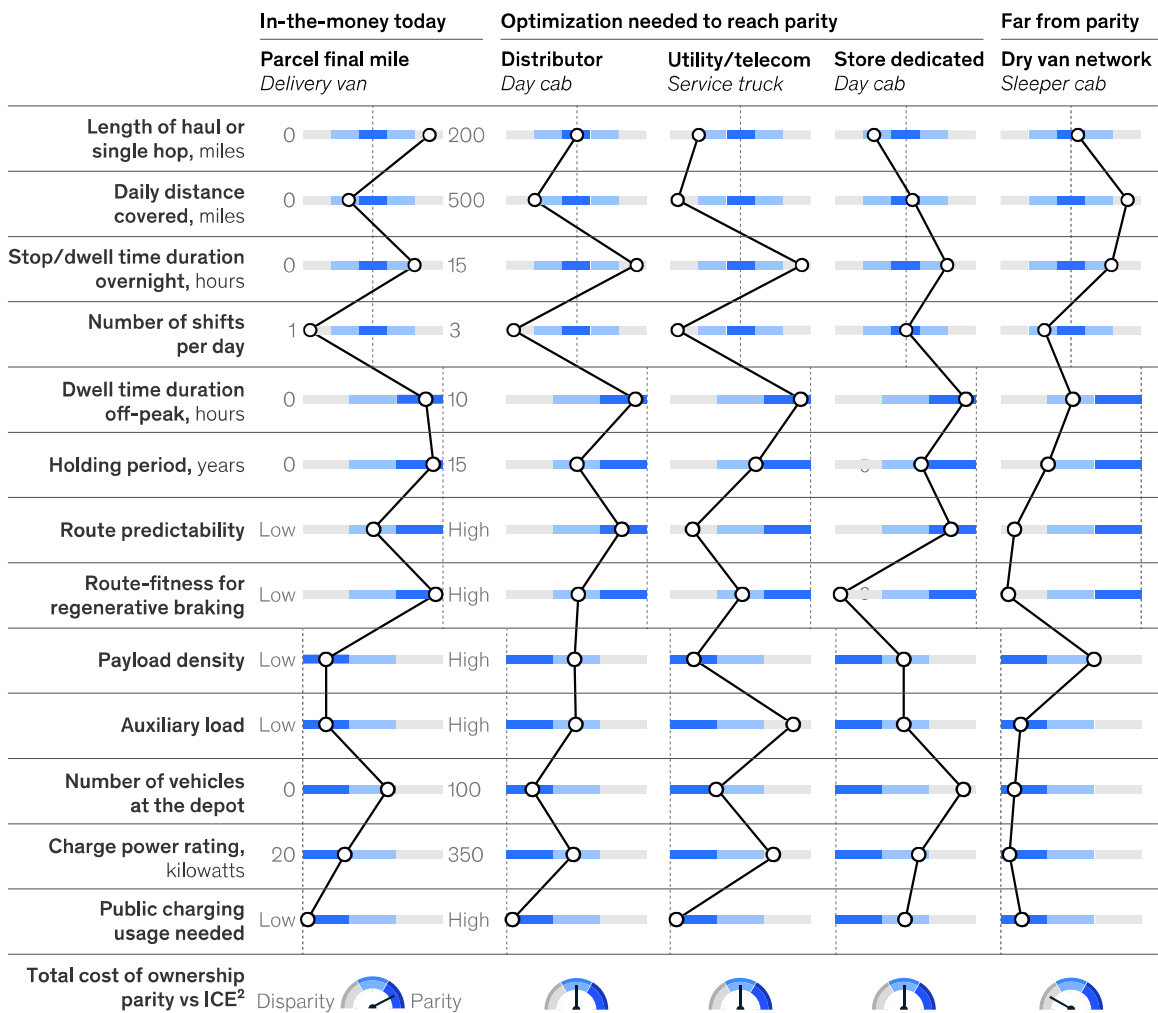 In-the-money today
Optimization needed to reach parity
Far from parity
Parcel final mile
Delivery van
Distributor
Day cab
Utility/telecom
Service truck
Store dedicated
Day cab
Dry van network
Sleeper cab
Length of haul or
single hop, miles
0
200
Daily distance
covered, miles
0
500
Stop/dwell time duration
overnight, hours
0
15
Number of shifts
per day
1
3
Dwell time duration
off-peak, hours
0
10
Holding period, years
0
15
Route predictability
Low
High
Route-fitness for
regenerative braking
Low
High
Payload density
Low
High
Auxiliary load
Low
High
Number of vehicles
at the depot
0
100
Charge power rating,
kilowatts
20
350
Public charging
usage needed
Low
High
Total cost of ownership
parity vs ICE²
Disparity
Parity